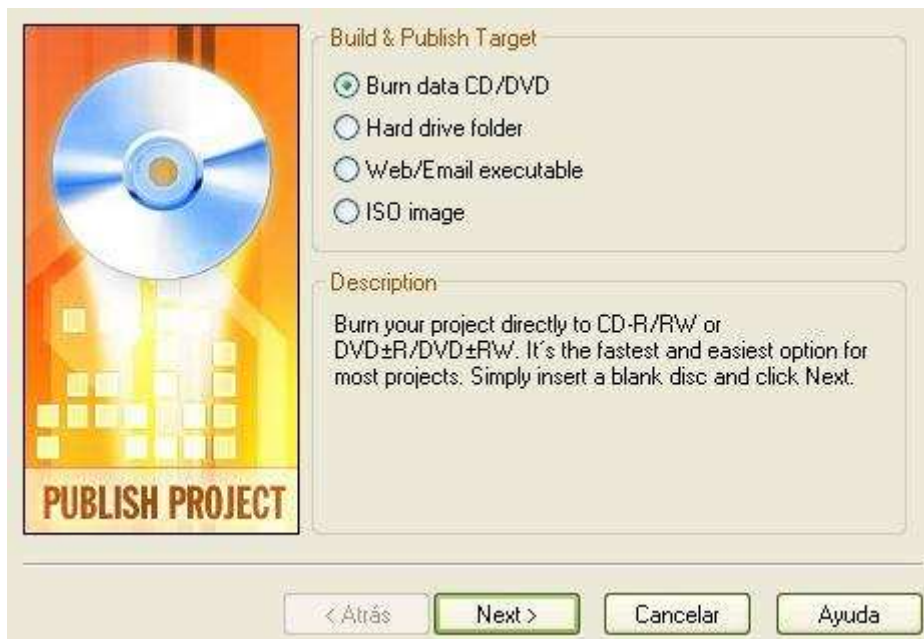 Build & Publish Target
Burn data CD/DVD
Hard drive folder
Web/Email executable
ISO image
Description
Burn your project directly to CD-R/RW or
DVD±R/DVD±RW. It´s the fastest and easiest option for
most projects. Simply insert a blank disc and click Next.
PUBLISH PROJECT
< Atrás
Next >
Cancelar
Ayuda